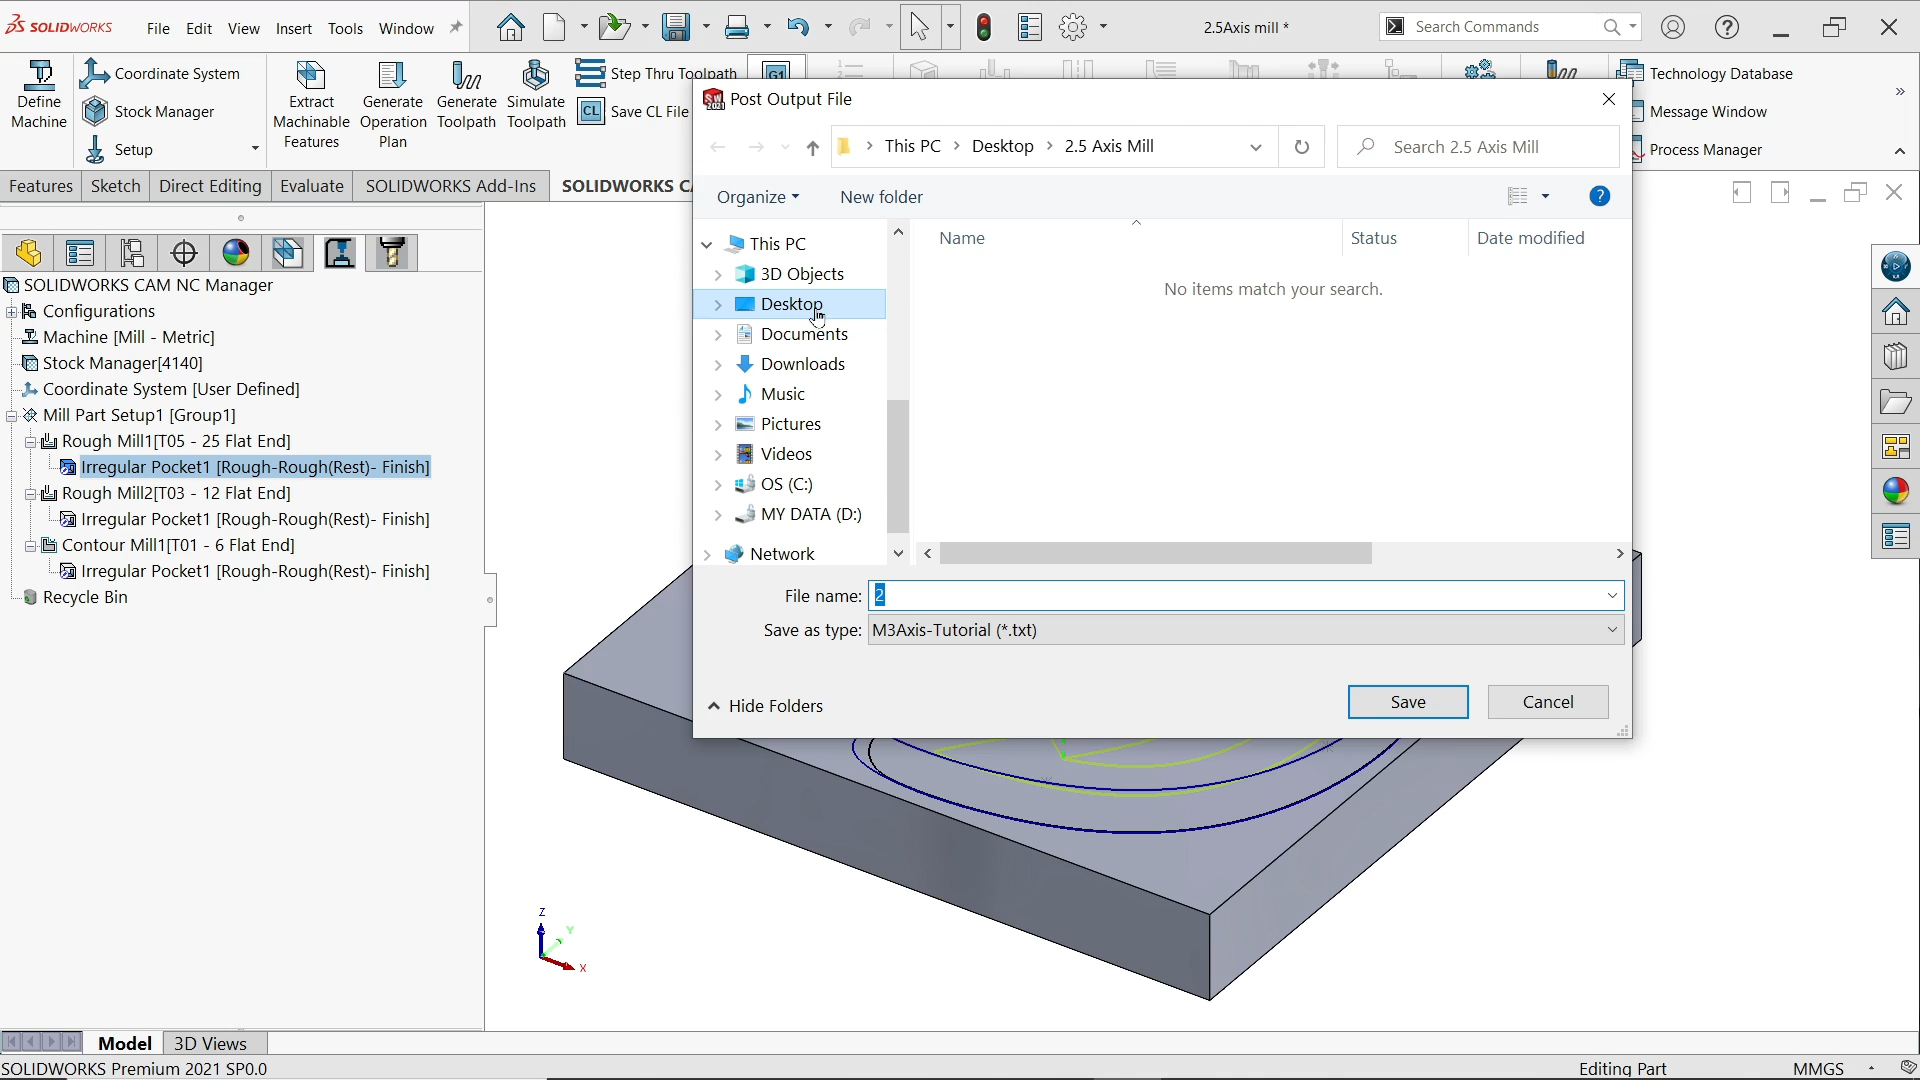 SOLIDWORKS File Edit View Insert Tools Window 2.5Axis mill * Search Commands
Define Machine
Coordinate System
Stock Manager
Setup
Extract Machinable Features
Generate Operation Plan
Generate Toolpath
Simulate Toolpath
Step Thru Toolpath
CL Save CL File
G1
Technology Database
Message Window
Process Manager
Features Sketch Direct Editing Evaluate SOLIDWORKS Add-Ins SOLIDWORKS CA
SOLIDWORKS CAM NC Manager
Configurations
Machine [Mill - Metric]
Stock Manager[4140]
Coordinate System [User Defined]
Mill Part Setup1 [Group1]
Rough Mill1[T05 - 25 Flat End]
Irregular Pocket1 [Rough-Rough(Rest)- Finish]
Rough Mill2[T03 - 12 Flat End]
Irregular Pocket1 [Rough-Rough(Rest)- Finish]
Contour Mill1[T01 - 6 Flat End]
Irregular Pocket1 [Rough-Rough(Rest)- Finish]
Recycle Bin
SW 2021 Post Output File
This PC > Desktop > 2.5 Axis Mill
Search 2.5 Axis Mill
Organize New folder
Name Status Date modified
No items match your search.
This PC
3D Objects
Desktop
Documents
Downloads
Music
Pictures
Videos
OS (C:)
MY DATA (D:)
Network
File name: 2
Save as type: M3Axis-Tutorial (*.txt)
Hide Folders Save Cancel
Z
Y
X
Model 3D Views
SOLIDWORKS Premium 2021 SP0.0 Editing Part MMGS